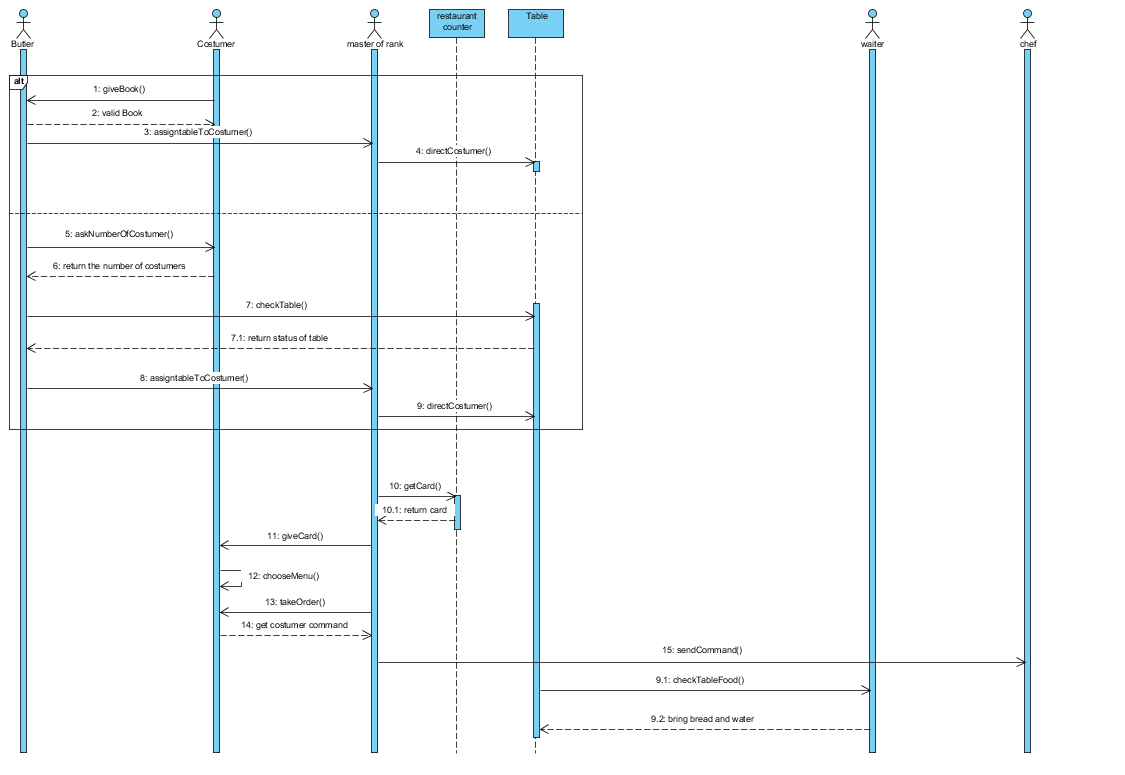 Butler
Costumer
master of rank
restaurant
counter
Table
waiter
chef
alt
1: giveBook()
2: valid Book
3: assigntableToCostumer()
4: directCostumer()
5: askNumberOfCostumer()
6: return the number of costumers
7: checkTable()
7.1: return status of table
8: assigntableToCostumer()
9: directCostumer()
10: getCard()
10.1: return card
11: giveCard()
12: chooseMenu()
13: takeOrder()
14: get costumer command
15: sendCommand()
9.1: checkTableFood()
9.2: bring bread and water